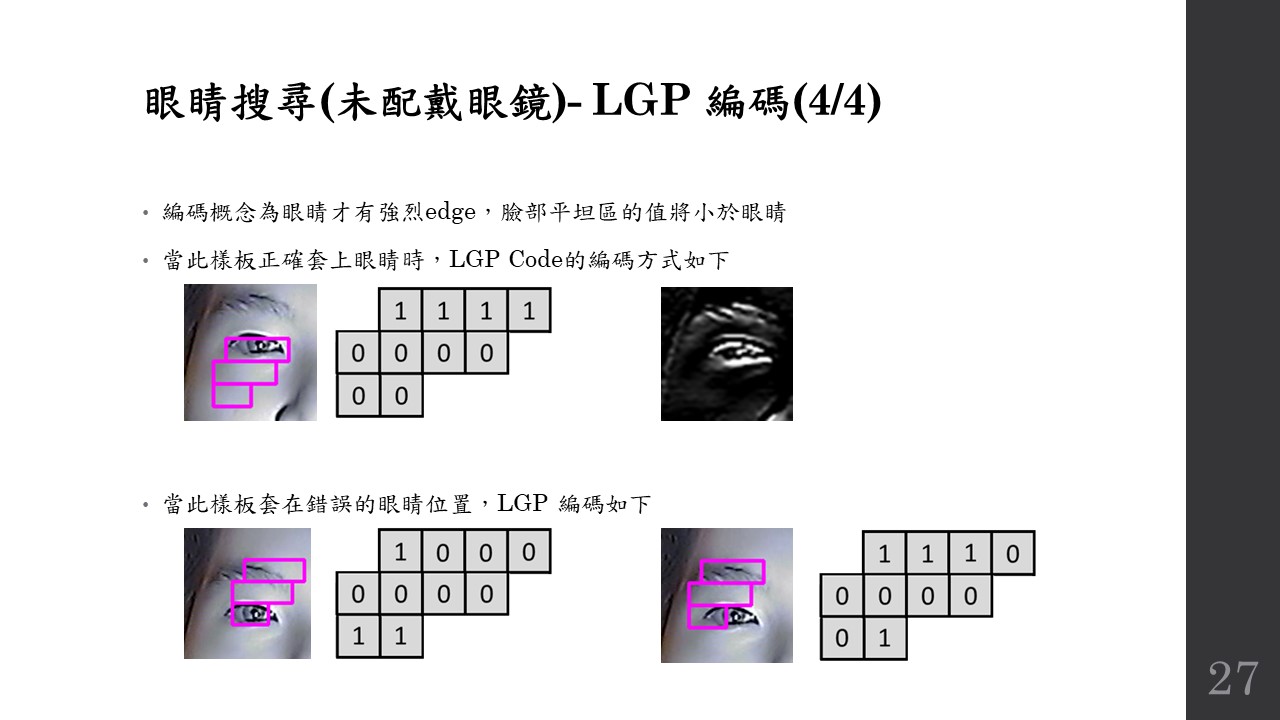 眼睛搜尋(未配戴眼鏡)- LGP 編碼(4/4)
• 編碼概念為眼睛才有強烈edge，臉部平坦區的值將小於眼睛
• 當此樣板正確套上眼睛時，LGP Code的編碼方式如下
1 1 1 1
0 0 0 0
0 0
• 當此樣板套在錯誤的眼睛位置，LGP 編碼如下
1 0 0 0
0 0 0 0
1 1
1 1 1 0
0 0 0 0
0 1
27